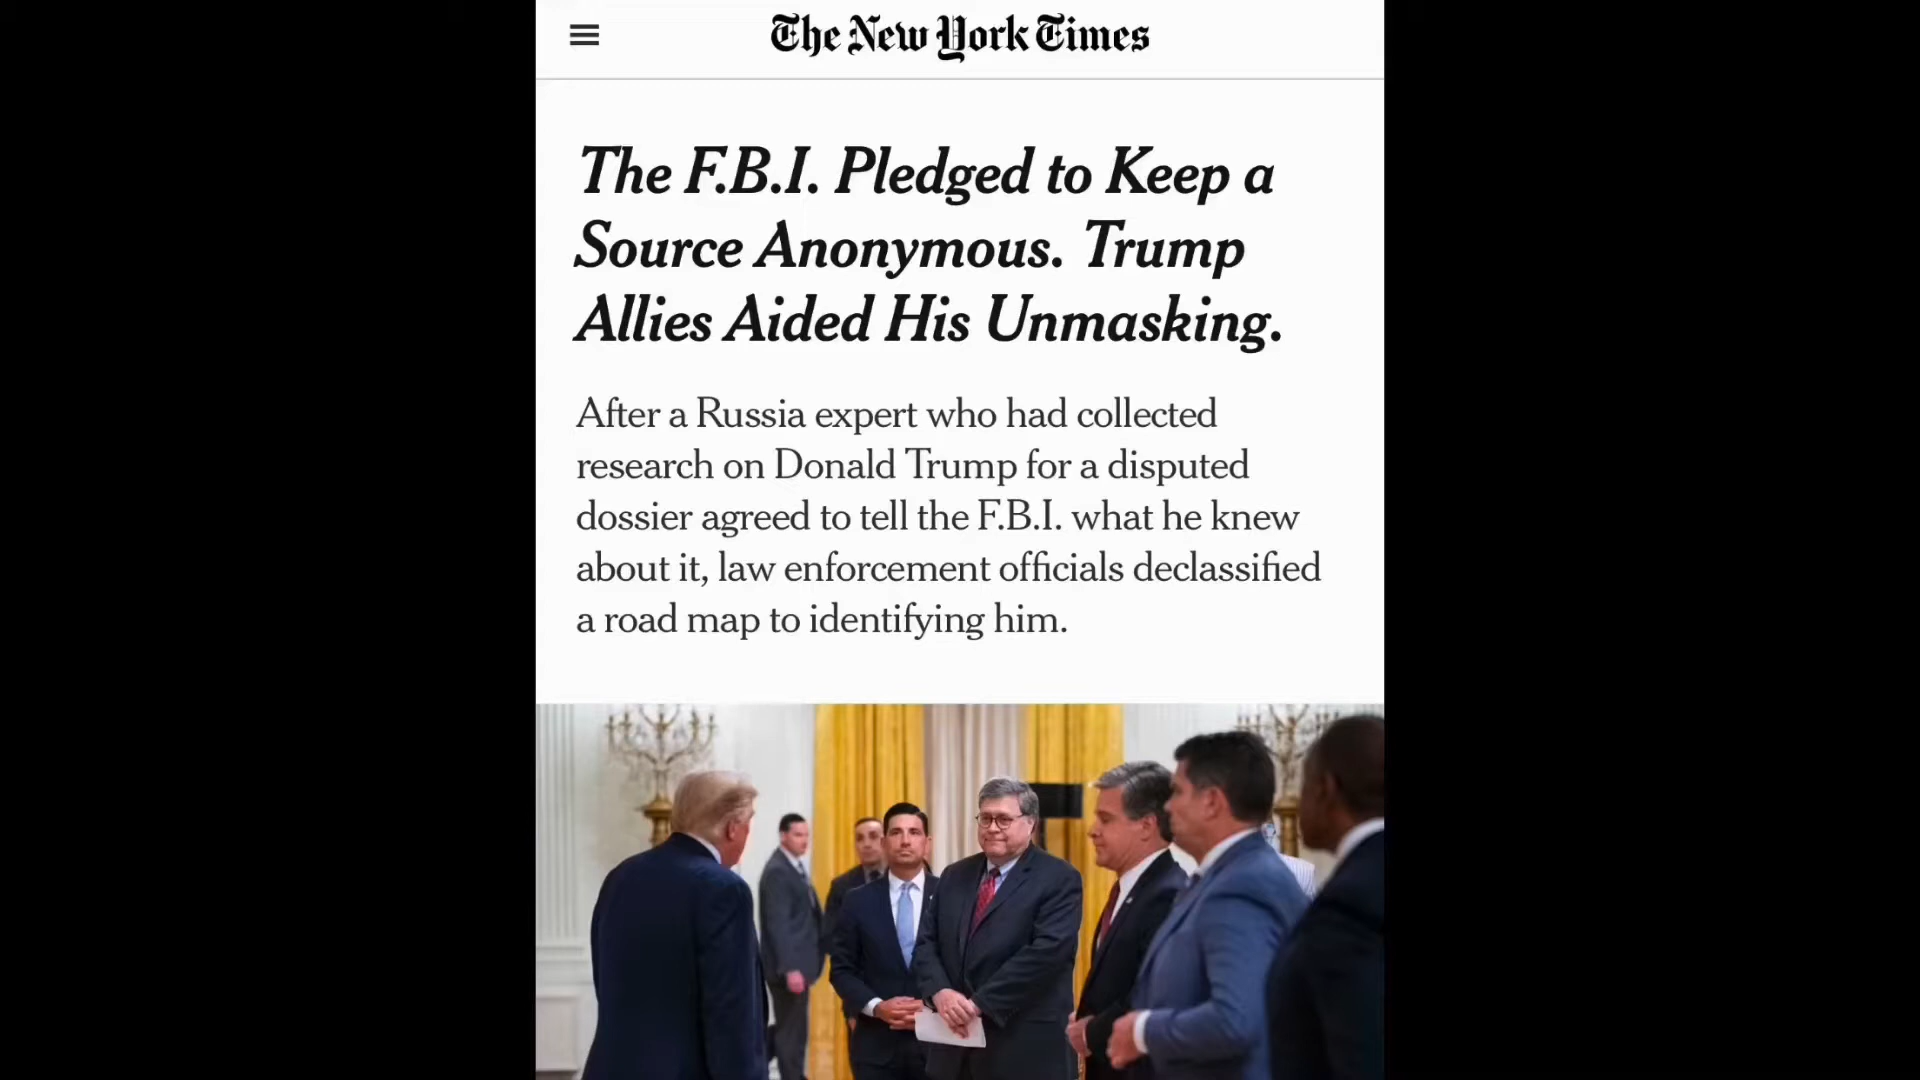 The New York Times
The F.B.I. Pledged to Keep a
Source Anonymous. Trump
Allies Aided His Unmasking.
After a Russia expert who had collected
research on Donald Trump for a disputed
dossier agreed to tell the F.B.I. what he knew
about it, law enforcement officials declassified
a road map to identifying him.